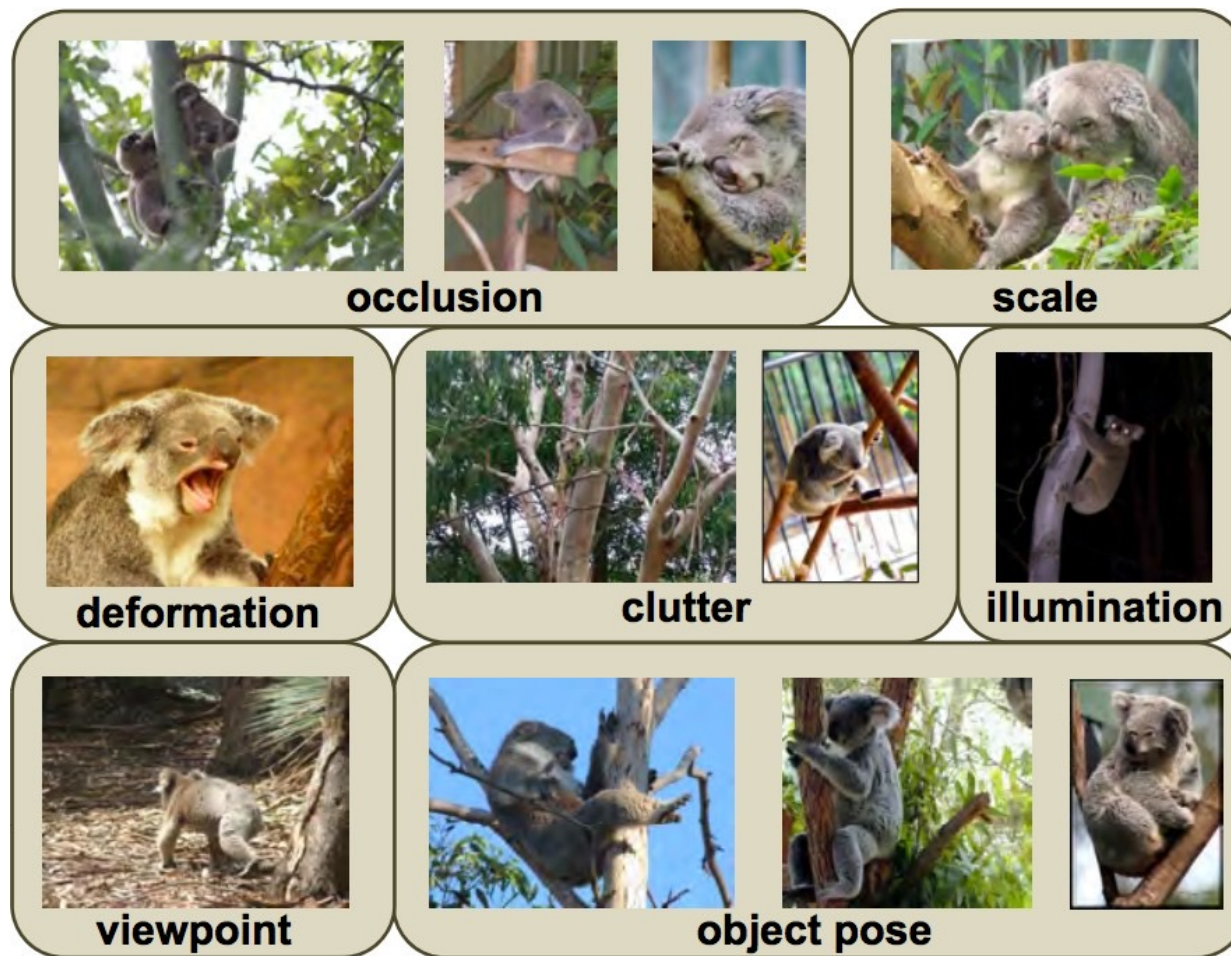 occlusion
scale
deformation
clutter
illumination
viewpoint
object pose